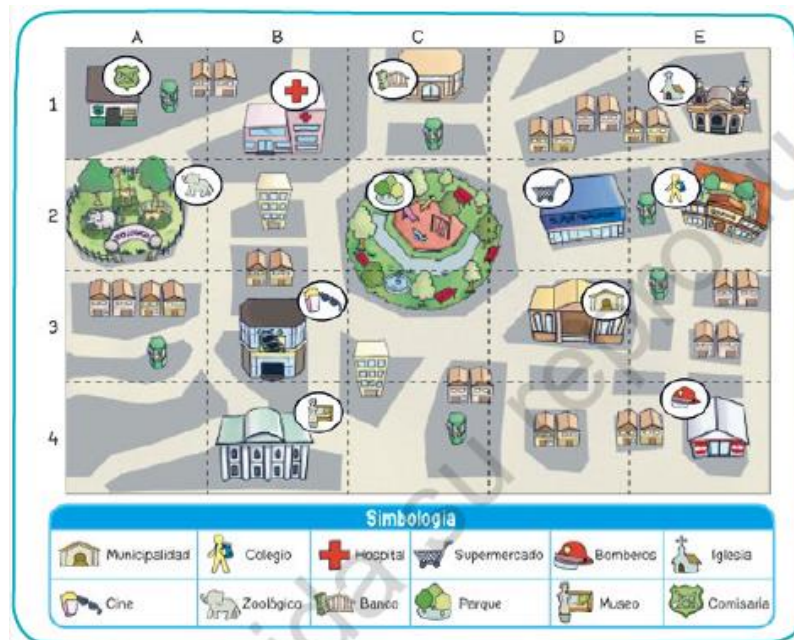 A B C D E
1
2
3
4
Simbología
Municipalidad Colegio Hospital Supermercado Bomberos Iglesia
Cine Zoológico Banco Parque Museo Comisaría